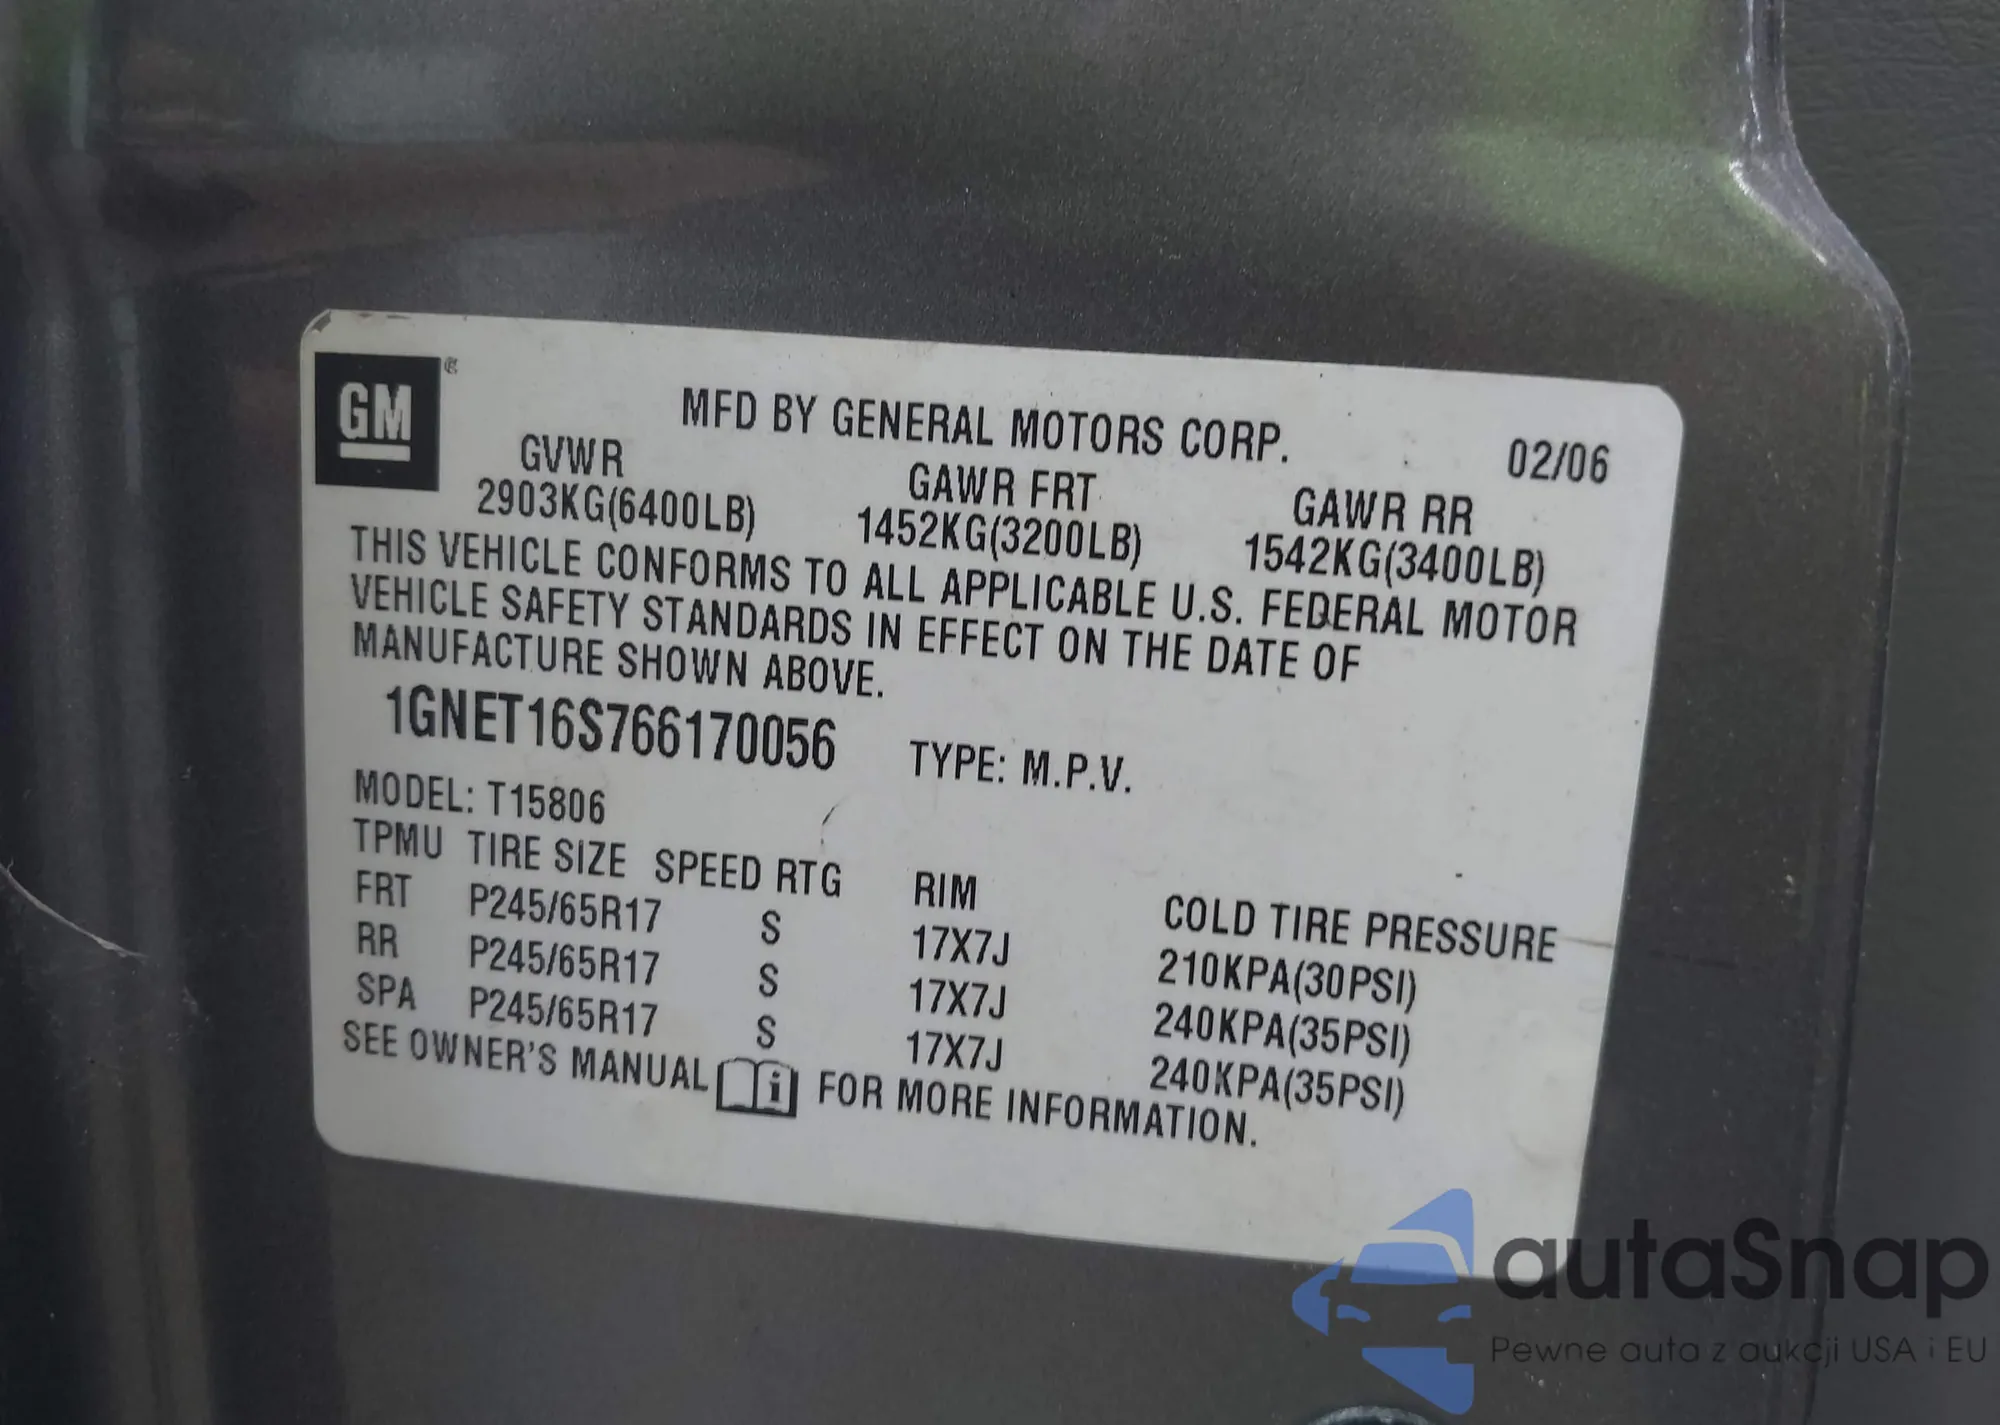 GM
MFD BY GENERAL MOTORS CORP. 02/06
GVWR GAWR FRT GAWR RR
2903KG(6400LB) 1452KG(3200LB) 1542KG(3400LB)
THIS VEHICLE CONFORMS TO ALL APPLICABLE U.S. FEDERAL MOTOR
VEHICLE SAFETY STANDARDS IN EFFECT ON THE DATE OF
MANUFACTURE SHOWN ABOVE.
1GNET16S766170056 TYPE: M.P.V.
MODEL: T15806
TPMU TIRE SIZE SPEED RTG RIM COLD TIRE PRESSURE
FRT P245/65R17 S 17X7J 210KPA(30PSI)
RR P245/65R17 S 17X7J 240KPA(35PSI)
SPA P245/65R17 S 17X7J 240KPA(35PSI)
SEE OWNER'S MANUAL i FOR MORE INFORMATION.
autaSnap
Pewne auta z aukcji USA i EU